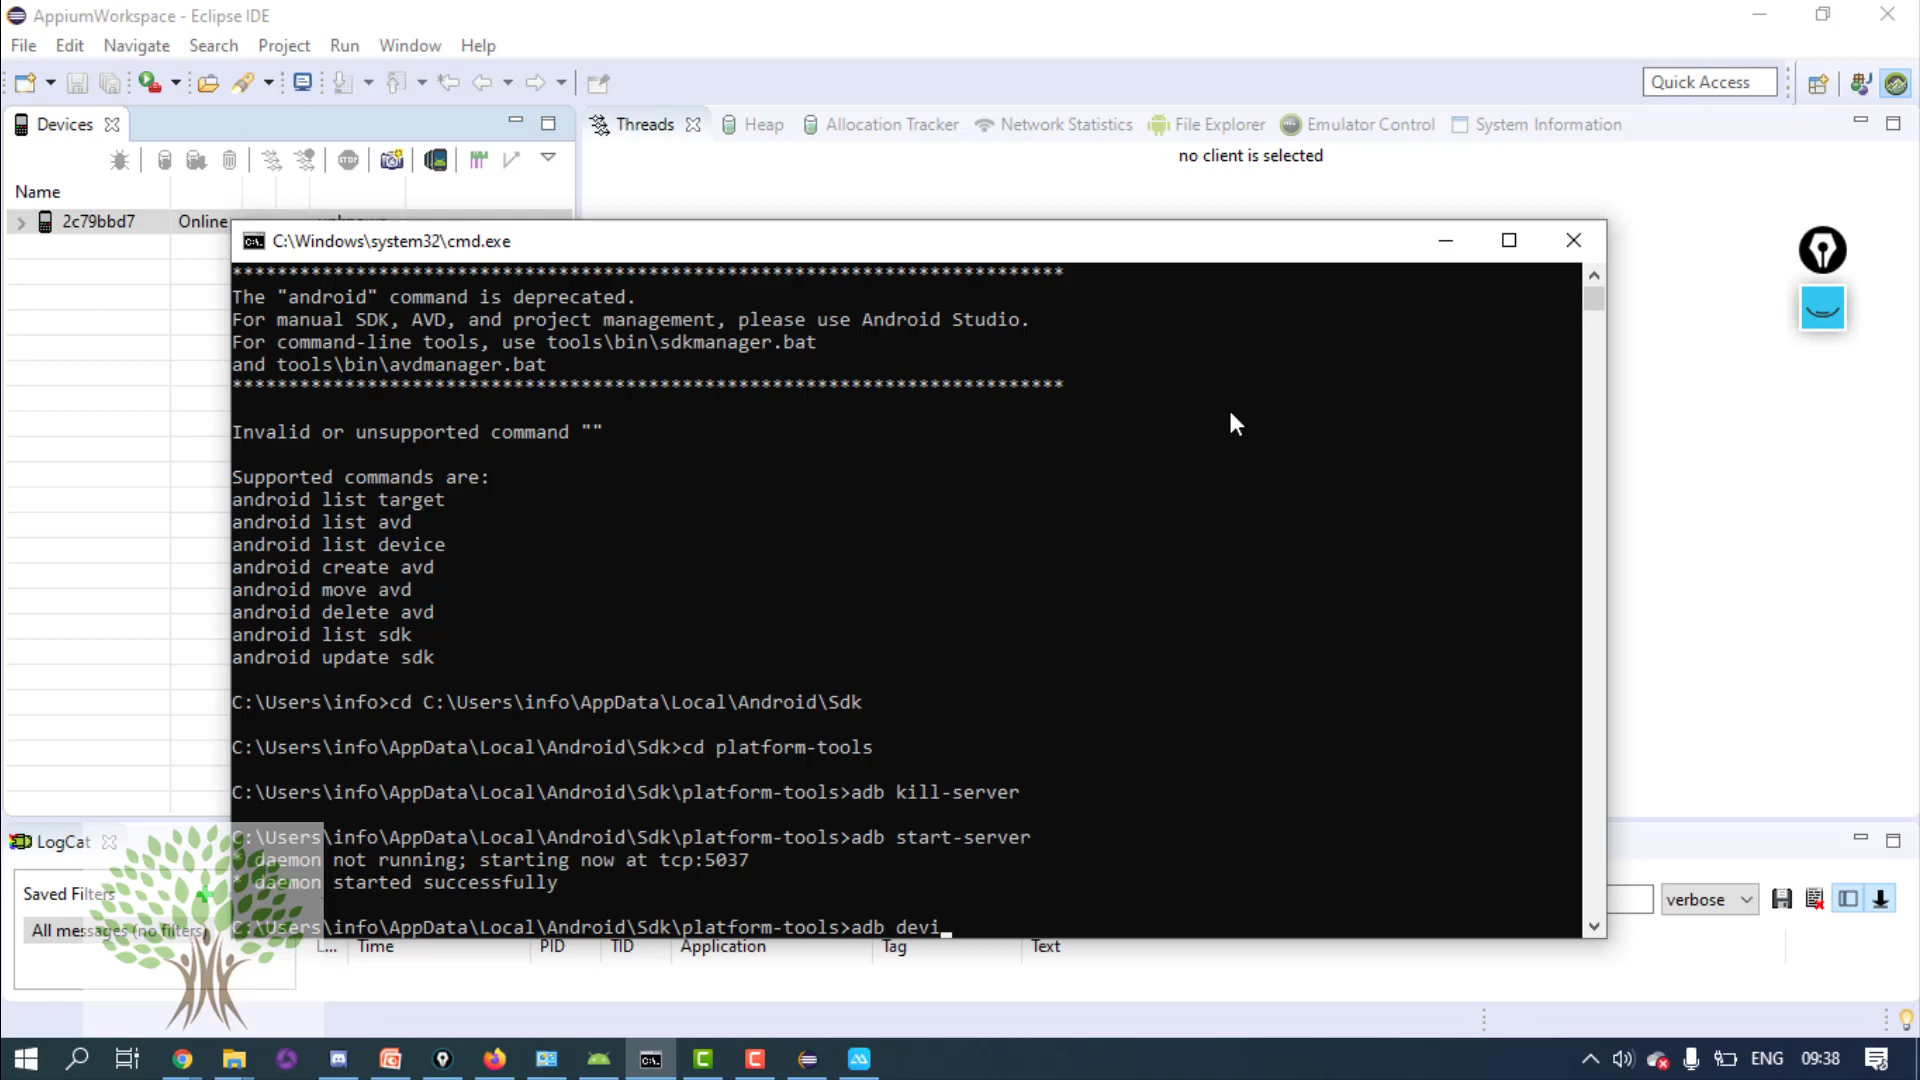 AppiumWorkspace - Eclipse IDE
File Edit Navigate Search Project Run Window Help
Quick Access
Devices
Threads Heap Allocation Tracker Network Statistics File Explorer Emulator Control System Information
no client is selected
Name
2c79bbd7 Online
C:\Windows\system32\cmd.exe
**************************************************************************
The "android" command is deprecated.
For manual SDK, AVD, and project management, please use Android Studio.
For command-line tools, use tools\bin\sdkmanager.bat
and tools\bin\avdmanager.bat
**************************************************************************
Invalid or unsupported command ""
Supported commands are:
android list target
android list avd
android list device
android create avd
android move avd
android delete avd
android list sdk
android update sdk
C:\Users\info>cd C:\Users\info\AppData\Local\Android\Sdk
C:\Users\info\AppData\Local\Android\Sdk>cd platform-tools
C:\Users\info\AppData\Local\Android\Sdk\platform-tools>adb kill-server
C:\Users\info\AppData\Local\Android\Sdk\platform-tools>adb start-server
* daemon not running; starting now at tcp:5037
* daemon started successfully
C:\Users\info\AppData\Local\Android\Sdk\platform-tools>adb devi
LogCat
Saved Filters
All messages (no filters)
verbose
L... Time PID TID Application Tag Text
ENG 09:38